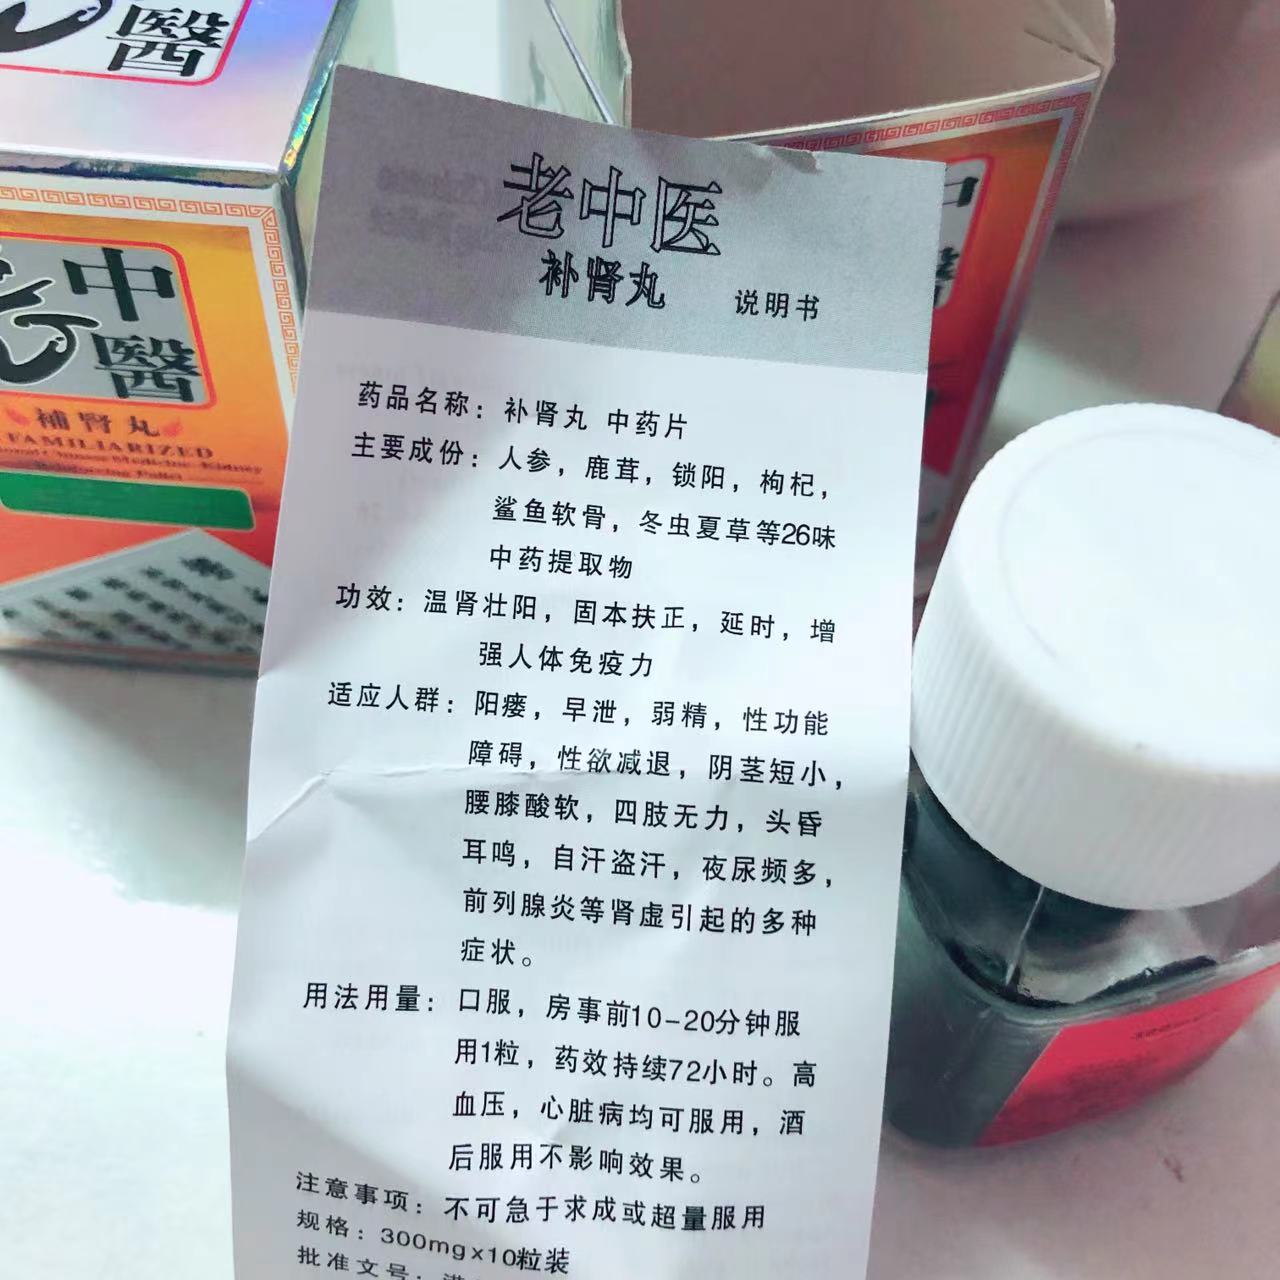 醫
中
醫
補腎丸
FAMILIARIZED
老中医
补肾丸 说明书
药品名称：补肾丸 中药片
主要成份：人参，鹿茸，锁阳，枸杞，
鲨鱼软骨，冬虫夏草等26味
中药提取物
功效：温肾壮阳，固本扶正，延时，增
强人体免疫力
适应人群：阳痿，早泄，弱精，性功能
障碍，性欲减退，阴茎短小，
腰膝酸软，四肢无力，头昏
耳鸣，自汗盗汗，夜尿频多，
前列腺炎等肾虚引起的多种
症状。
用法用量：口服，房事前10-20分钟服
用1粒，药效持续72小时。高
血压，心脏病均可服用，酒
后服用不影响效果。
注意事项：不可急于求成或超量服用
规格：300mg×10粒装
批准文号：